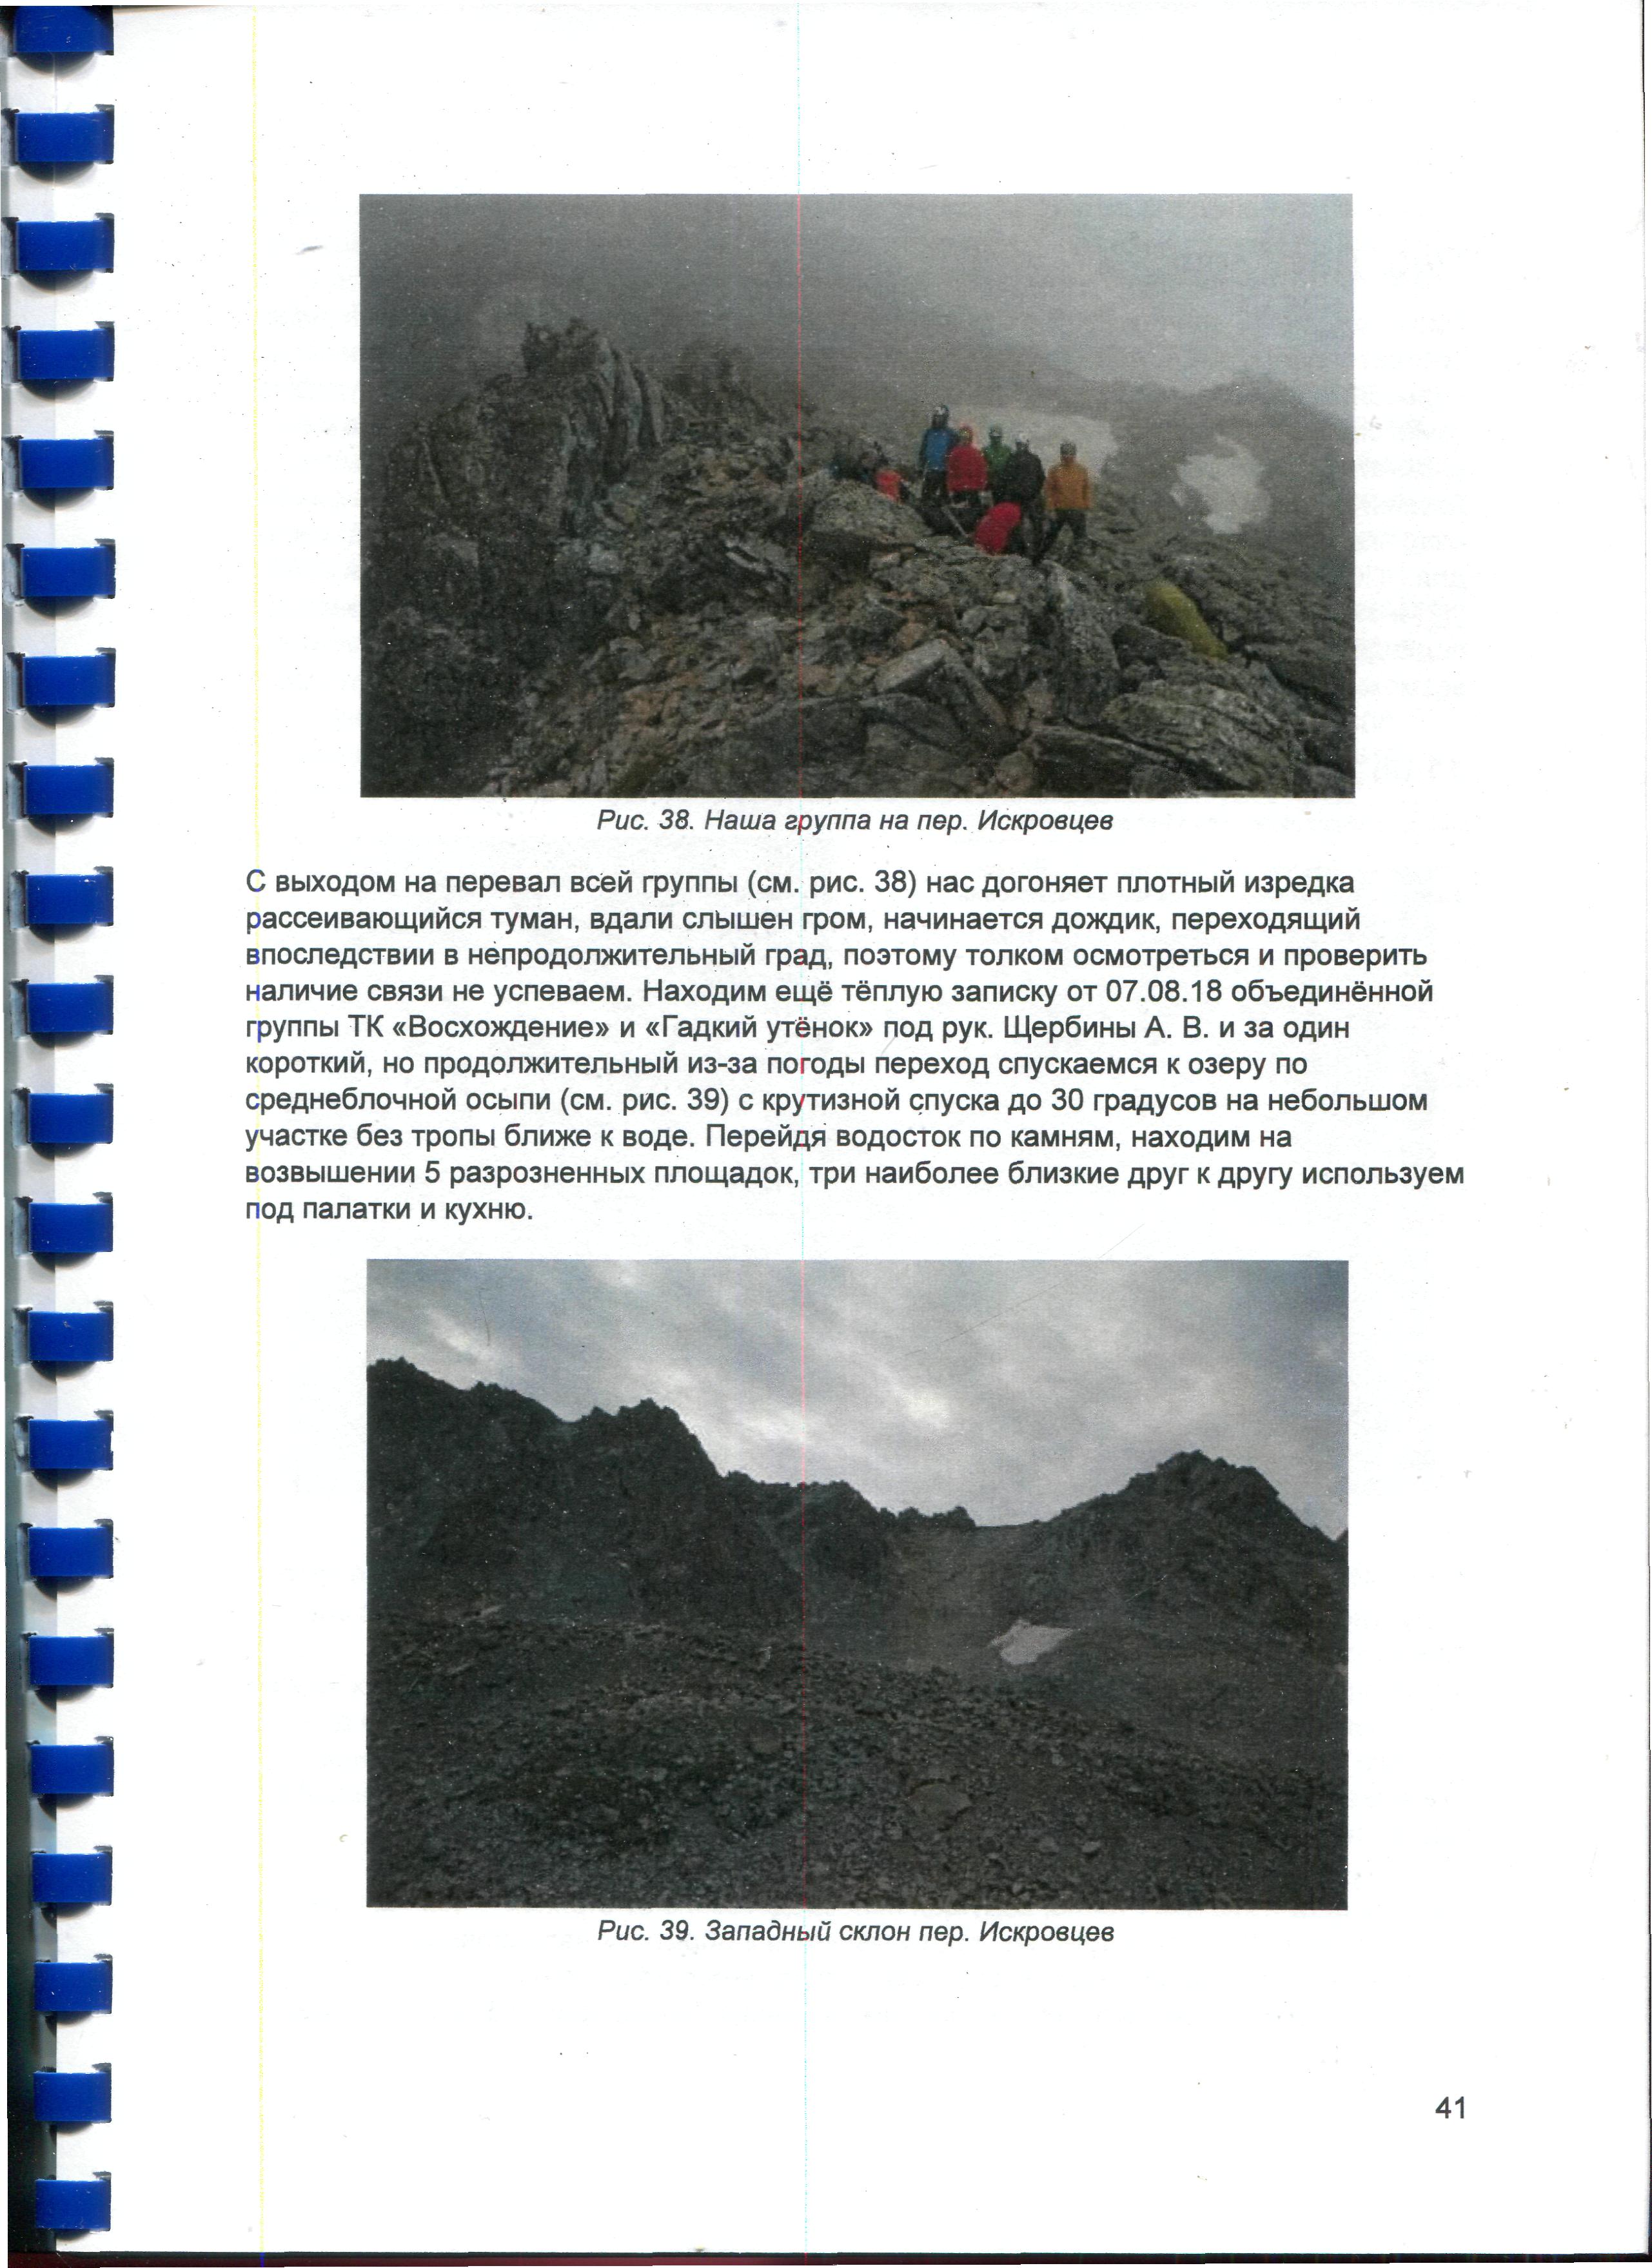 Рис. 38. Наша группа на пер. Искровцев
С выходом на перевал всей группы (см. рис. 38) нас догоняет плотный изредка
рассеивающийся туман, вдали слышен гром, начинается дождик, переходящий
впоследствии в непродолжительный град, поэтому толком осмотреться и проверить
наличие связи не успеваем. Находим ещё тёплую записку от 07.08.18 объединённой
группы ТК «Восхождение» и «Гадкий утёнок» под рук. Щербины А. В. и за один
короткий, но продолжительный из-за погоды переход спускаемся к озеру по
среднеблочной осыпи (см. рис. 39) с крутизной спуска до 30 градусов на небольшом
участке без тропы ближе к воде. Перейдя водосток по камням, находим на
возвышении 5 разрозненных площадок, три наиболее близкие друг к другу используем
под палатки и кухню.
Рис. 39. Западный склон пер. Искровцев
41